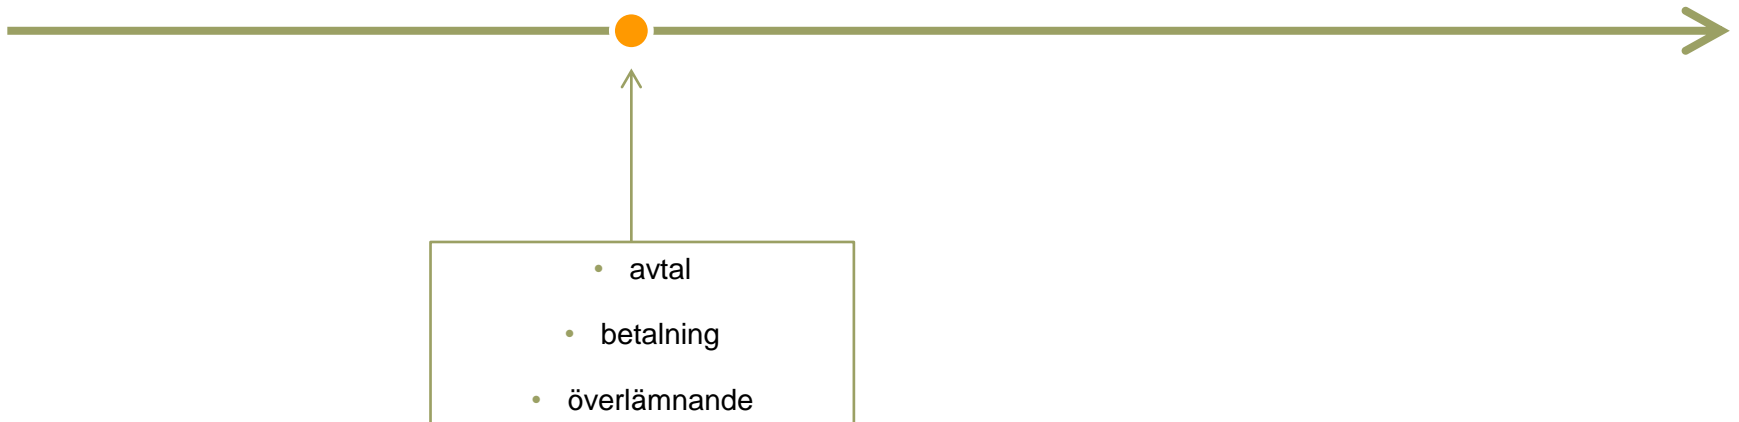 • avtal
• betalning
• överlämnande